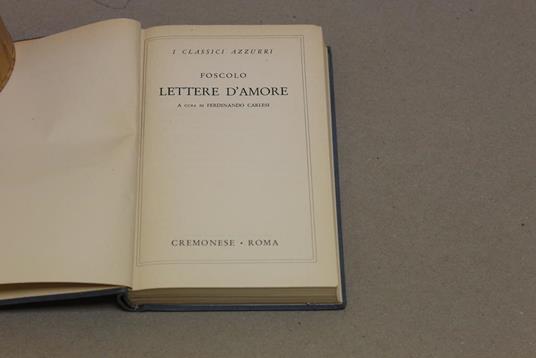 I CLASSICI AZZURRI
FOSCOLO
LETTERE D'AMORE
A CURA DI FERDINANDO CARLESI
CREMONESE • ROMA